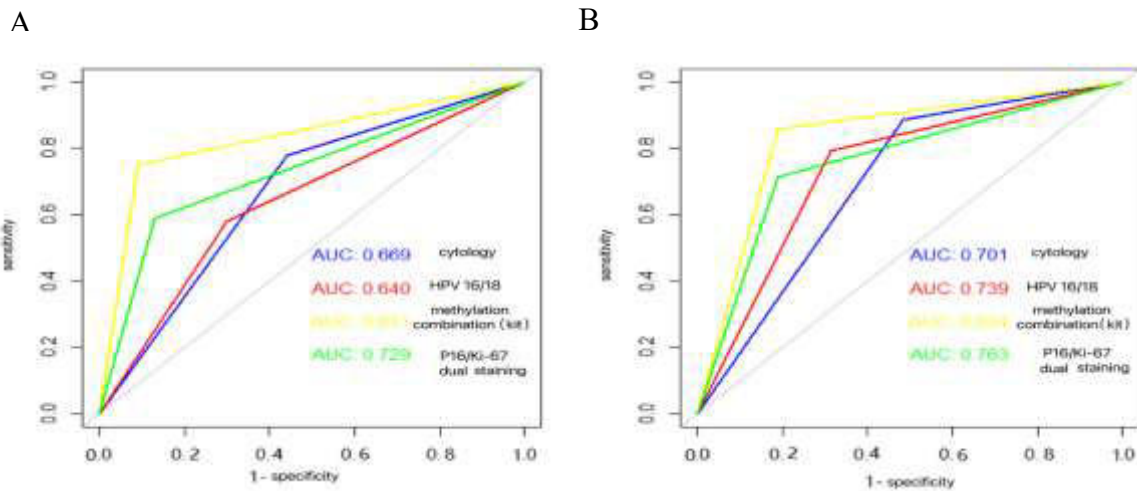 A
B
1.0
0.8
0.6
0.4
0.2
0.0
sensitivity
AUC: 0.669 cytology
AUC: 0.640 HPV 16/18
methylation
AUC: combination (kit)
AUC: 0.729 P16/Ki-67
dual staining
0.0 0.2 0.4 0.6 0.8 1.0
1 - specificity
1.0
0.8
0.6
0.4
0.2
0.0
sensitivity
AUC: 0.701 cytology
AUC: 0.739 HPV 16/18
methylation
AUC: combination(kit)
AUC: 0.763 P16/Ki-67
dual staining
0.0 0.2 0.4 0.6 0.8 1.0
1 - specificity